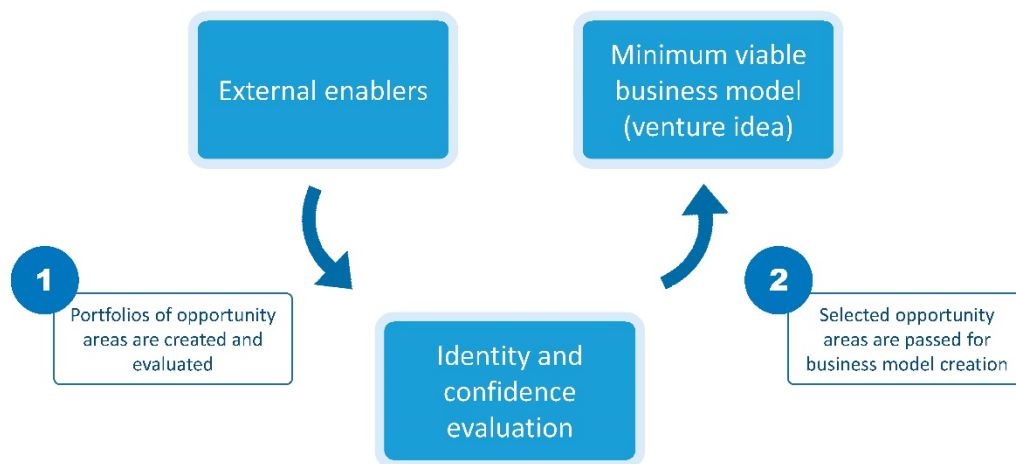 External enablers
Minimum viable
business model
(venture idea)
1
Portfolios of opportunity
areas are created and
evaluated
2
Selected opportunity
areas are passed for
business model creation
Identity and
confidence
evaluation